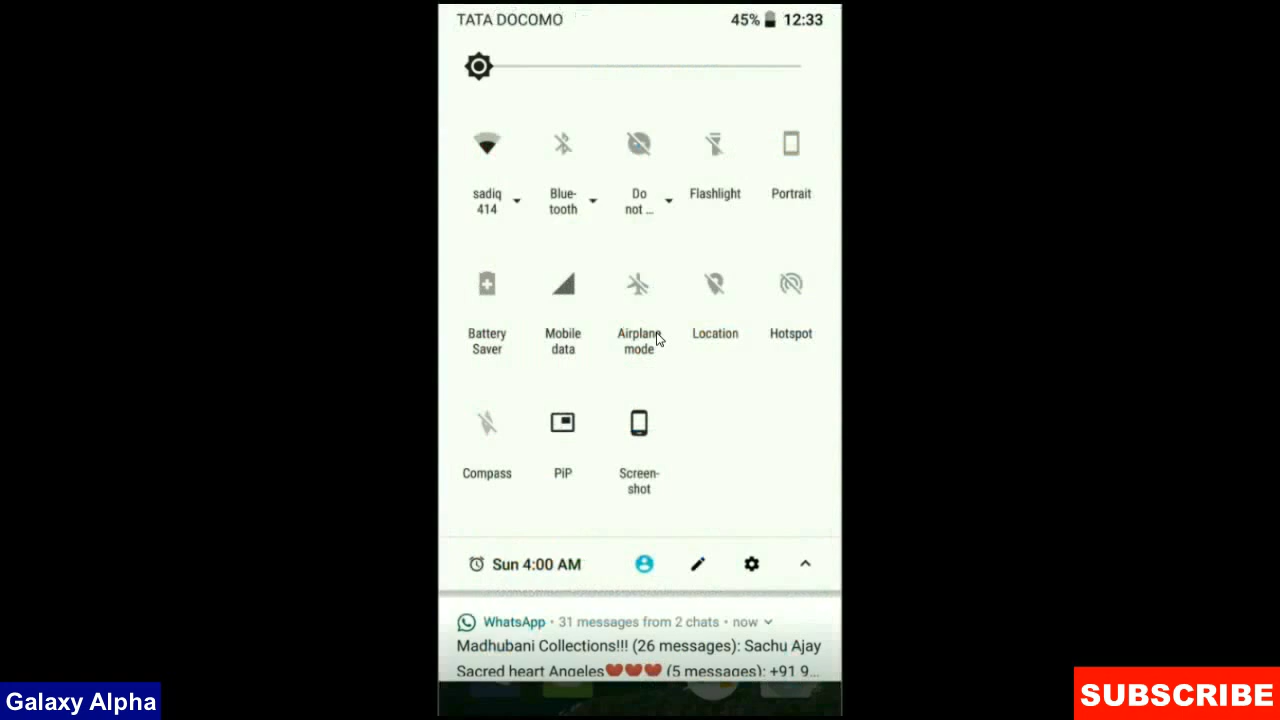 TATA DOCOMO 45% 12:33
sadiq 414
Blue-tooth
Do not ...
Flashlight
Portrait
Battery Saver
Mobile data
Airplane mode
Location
Hotspot
Compass
PiP
Screen-shot
Sun 4:00 AM
WhatsApp • 31 messages from 2 chats • now
Madhubani Collections!!! (26 messages): Sachu Ajay
Sacred heart Angeles❤❤❤ (5 messages): +91 9...
Galaxy Alpha
SUBSCRIBE